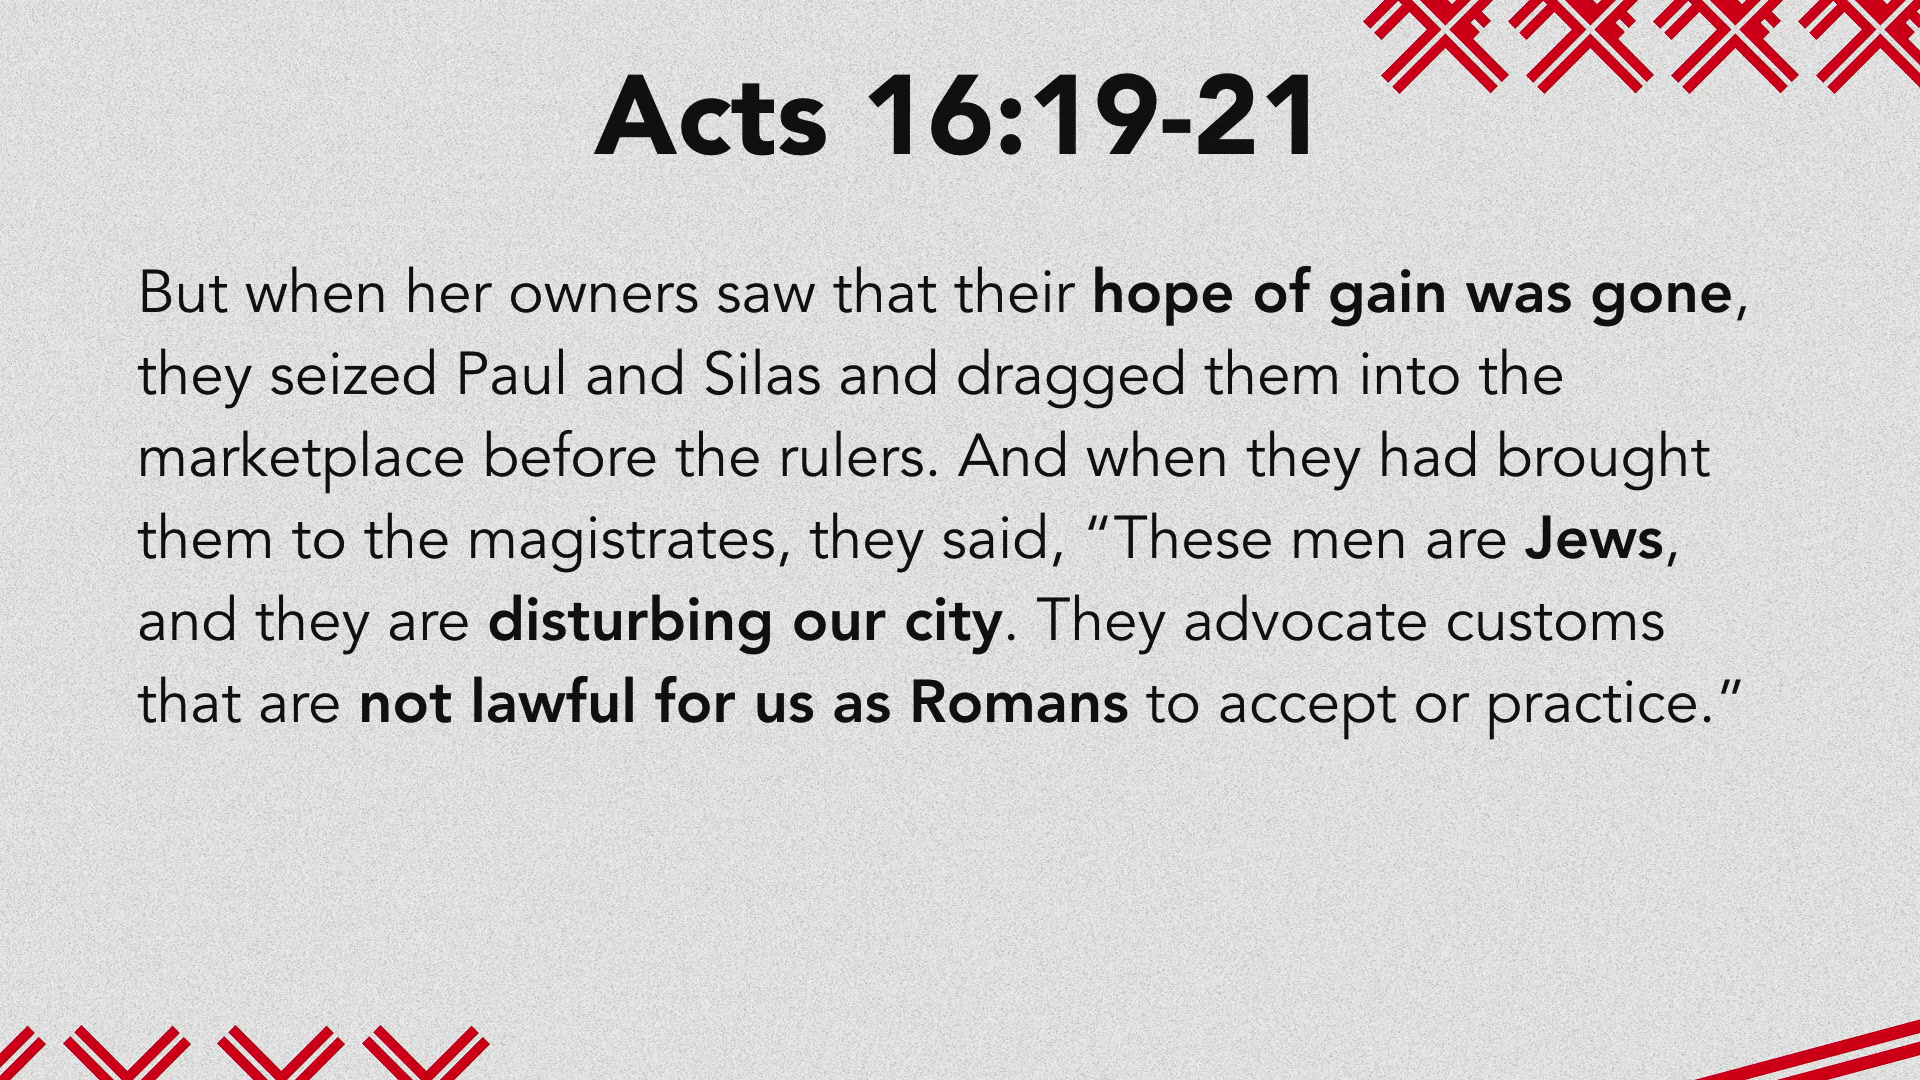 Acts 16:19-21
But when her owners saw that their hope of gain was gone,
they seized Paul and Silas and dragged them into the
marketplace before the rulers. And when they had brought
them to the magistrates, they said, “These men are Jews,
and they are disturbing our city. They advocate customs
that are not lawful for us as Romans to accept or practice.”